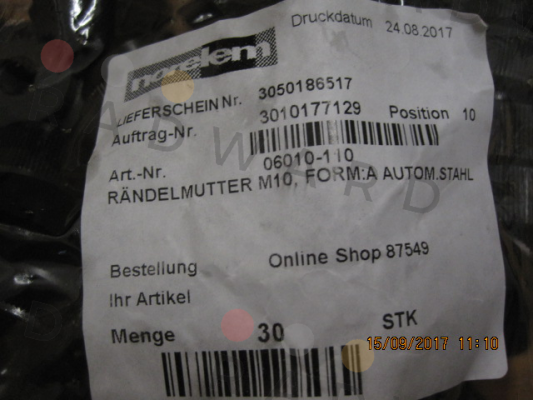 norelem
Druckdatum 24.08.2017
LIEFERSCHEIN Nr. 3050186517
Auftrag-Nr. 3010177129 Position 10
Art.-Nr. 06010-110
RÄNDELMUTTER M10, FORM:A AUTOM.STAHL
ADWARD
Bestellung Online Shop 87549
Ihr Artikel
Menge 30 STK
15/09/2017 11:10